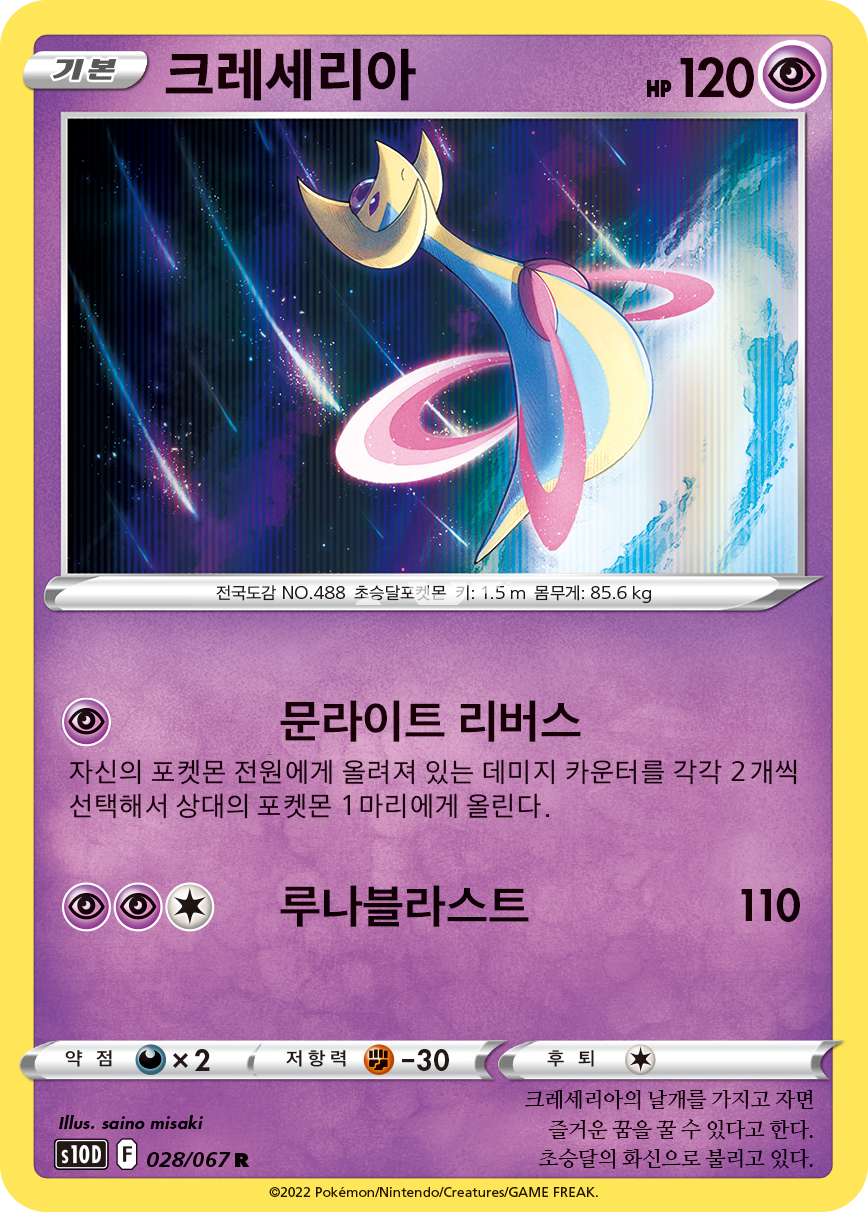 기본 크레세리아 HP 120
전국도감 NO.488 초승달포켓몬 키: 1.5 m 몸무게: 85.6 kg
문라이트 리버스
자신의 포켓몬 전원에게 올려져 있는 데미지 카운터를 각각 2개씩
선택해서 상대의 포켓몬 1마리에게 올린다.
루나블라스트 110
약점 ×2 저항력 -30 후퇴
크레세리아의 날개를 가지고 자면
즐거운 꿈을 꿀 수 있다고 한다.
초승달의 화신으로 불리고 있다.
Illus. saino misaki
s10D F 028/067 R
©2022 Pokémon/Nintendo/Creatures/GAME FREAK.